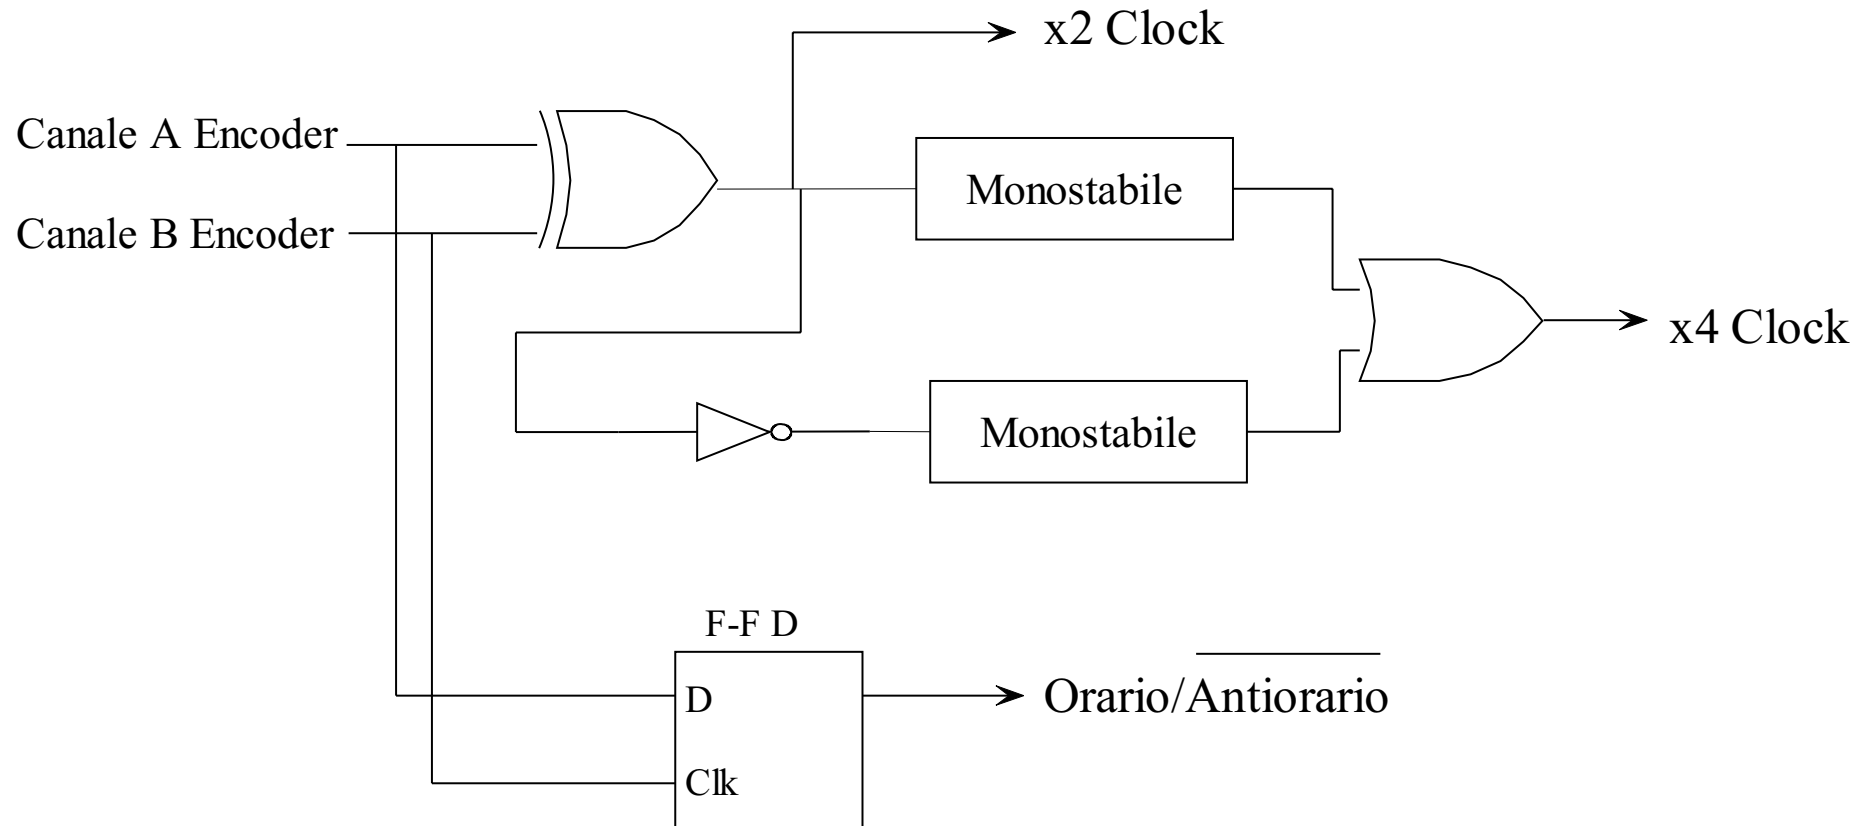 x2 Clock
Canale A Encoder
Monostabile
Canale B Encoder
x4 Clock
Monostabile
F-F D
D
Orario/Antiorario
Clk